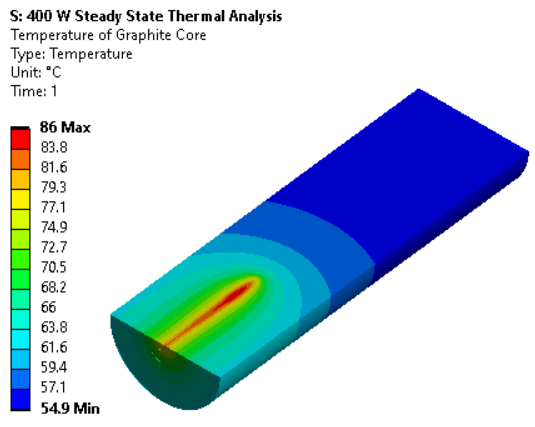 S: 400 W Steady State Thermal Analysis
Temperature of Graphite Core
Type: Temperature
Unit: °C
Time: 1
86 Max
83.8
81.6
79.3
77.1
74.9
72.7
70.5
68.2
66
63.8
61.6
59.4
57.1
54.9 Min